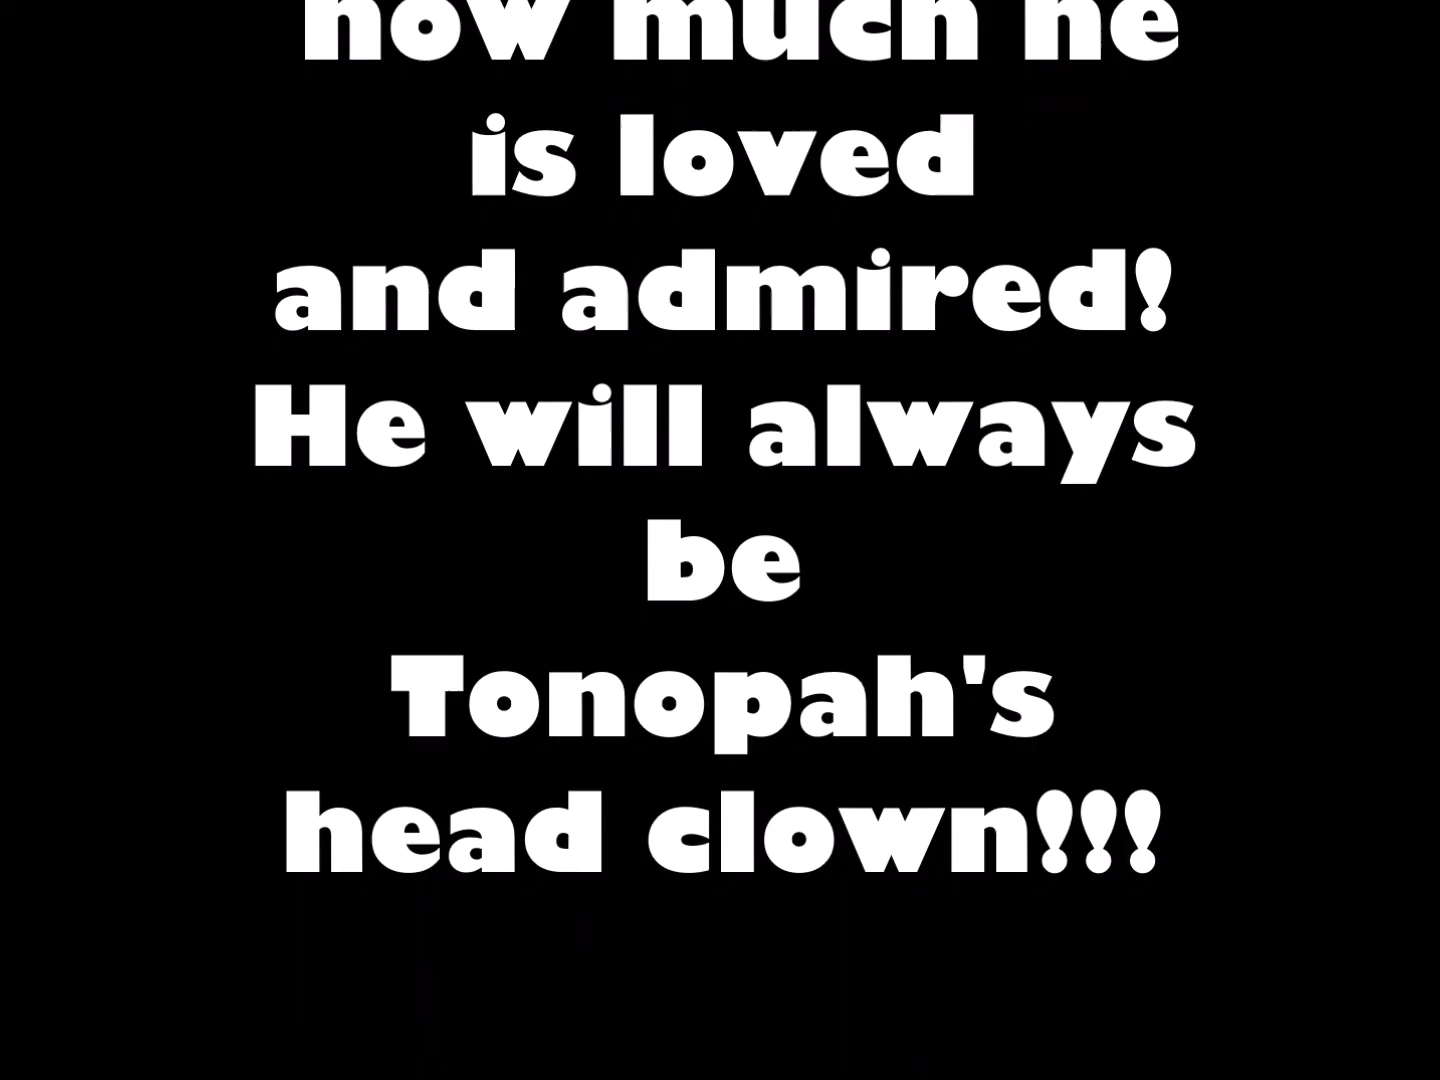 how much he
is loved
and admired!
He will always
be
Tonopah's
head clown!!!